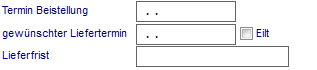 Termin Beistellung . .
gewünschter Liefertermin . . Eilt
Lieferfrist